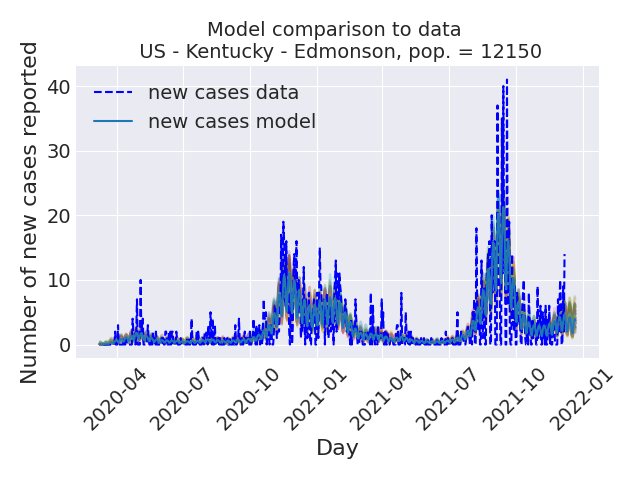 Model comparison to data
US - Kentucky - Edmonson, pop. = 12150
new cases data
new cases model
Number of new cases reported
40
30
20
10
0
2020-04
2020-07
2020-10
2021-01
2021-04
2021-07
2021-10
2022-01
Day